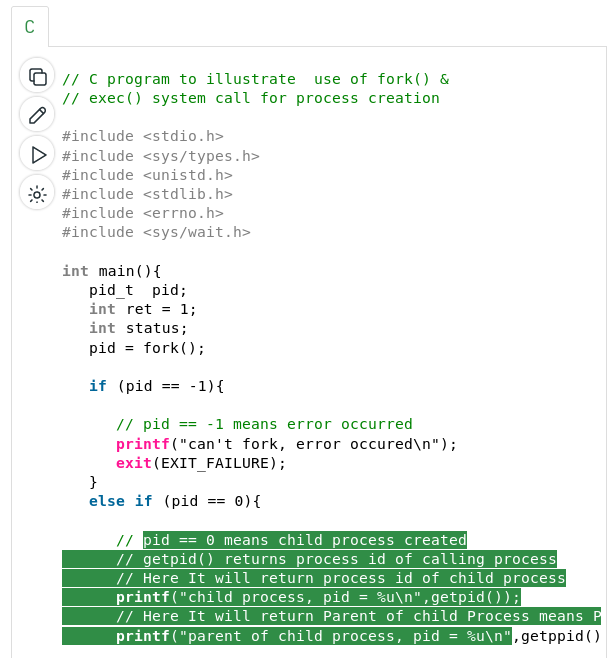 C
// C program to illustrate  use of fork() &
// exec() system call for process creation
#include <stdio.h>
#include <sys/types.h>
#include <unistd.h>
#include <stdlib.h>
#include <errno.h>
#include <sys/wait.h>
int main(){
   pid_t  pid;
   int ret = 1;
   int status;
   pid = fork();
   if (pid == -1){
      // pid == -1 means error occurred
      printf("can't fork, error occured\n");
      exit(EXIT_FAILURE);
   }
   else if (pid == 0){
      // pid == 0 means child process created
      // getpid() returns process id of calling process
      // Here It will return process id of child process
      printf("child process, pid = %u\n",getpid());
      // Here It will return Parent of child Process means P
      printf("parent of child process, pid = %u\n",getppid()